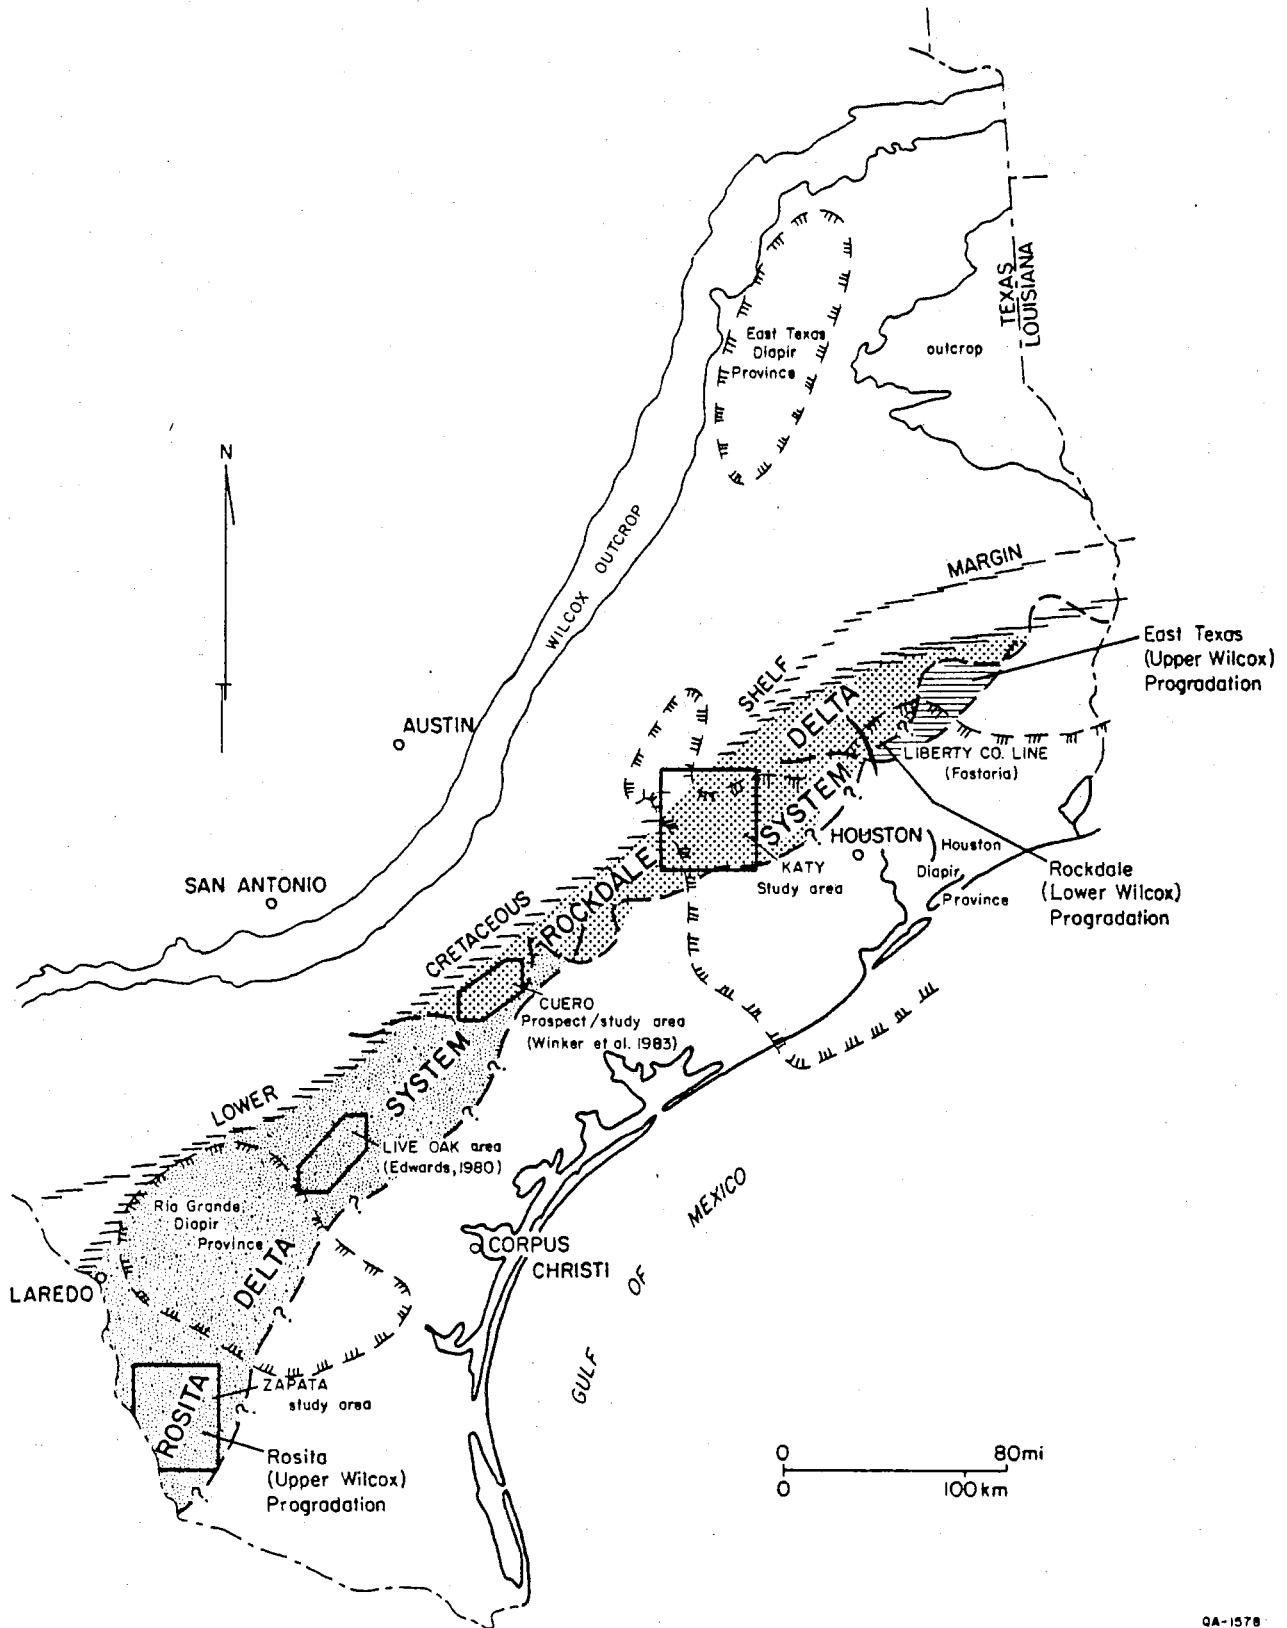 East Texas
Diapir
Province
TEXAS
LOUISIANA
outcrop
N
WILCOX OUTCROP
MARGIN
SHELF
East Texas
(Upper Wilcox)
Progradation
AUSTIN
DELTA
SYSTEM
?
LIBERTY CO. LINE
(Fostoria)
?
?
HOUSTON
Houston
Diapir
Province
KATY
Study area
Rockdale
(Lower Wilcox)
Progradation
SAN ANTONIO
ROCKDALE
CRETACEOUS
CUERO
Prospect/study area
(Winker et al. 1983)
SYSTEM
?
LOWER
?
LIVE OAK area
(Edwards, 1980)
Rio Grande
Diapir
Province
?
MEXICO
CORPUS
CHRISTI
OF
LAREDO
DELTA
?
GULF
ZAPATA
study area
ROSITA
?
Rosita
(Upper Wilcox)
Progradation
?
0 80mi
0 100km
QA-1578